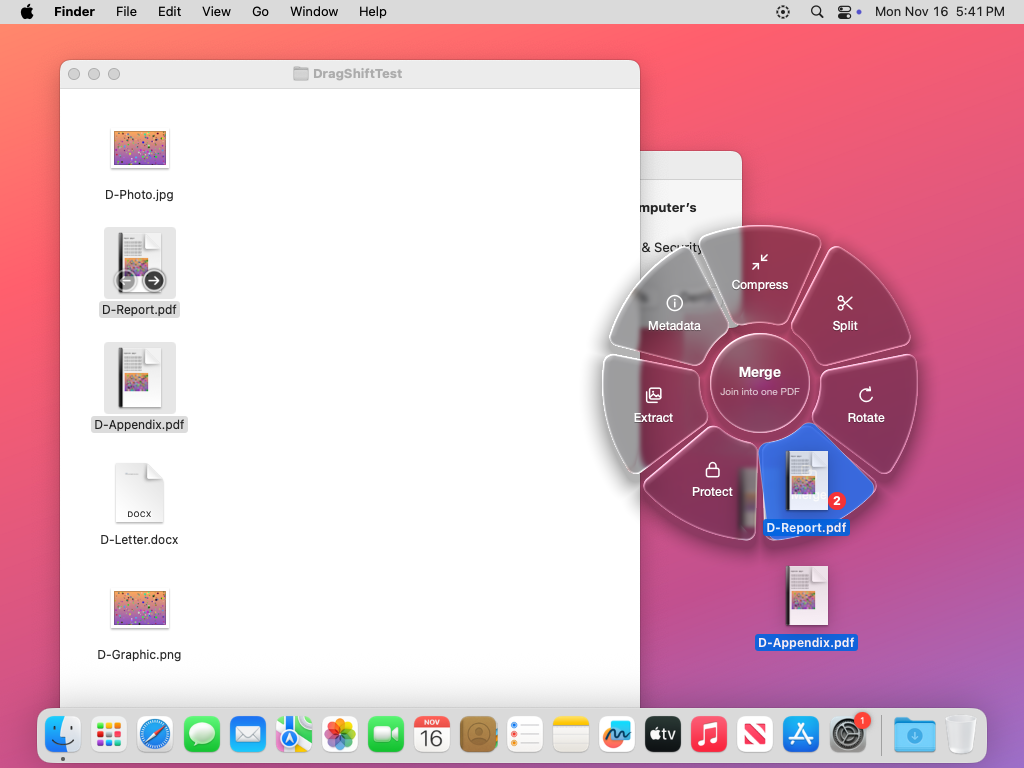 Finder File Edit View Go Window Help Mon Nov 16 5:41 PM
DragShiftTest
D-Photo.jpg
D-Report.pdf
D-Appendix.pdf
DOCX
D-Letter.docx
D-Graphic.png
mputer's
& Security
Compress
Metadata
Split
Merge
Join into one PDF
Extract
Rotate
Protect
2
D-Report.pdf
D-Appendix.pdf
NOV
16
tv
1